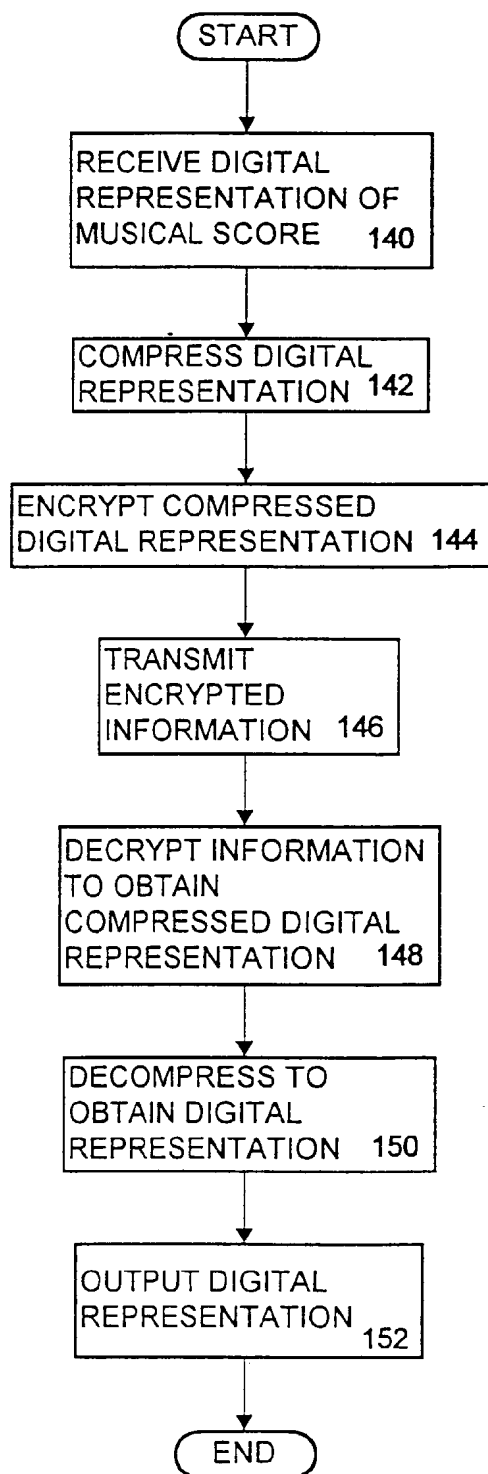 START
RECEIVE DIGITAL
REPRESENTATION OF
MUSICAL SCORE 140
COMPRESS DIGITAL
REPRESENTATION 142
ENCRYPT COMPRESSED
DIGITAL REPRESENTATION 144
TRANSMIT
ENCRYPTED
INFORMATION 146
DECRYPT INFORMATION
TO OBTAIN
COMPRESSED DIGITAL
REPRESENTATION 148
DECOMPRESS TO
OBTAIN DIGITAL
REPRESENTATION 150
OUTPUT DIGITAL
REPRESENTATION
152
END